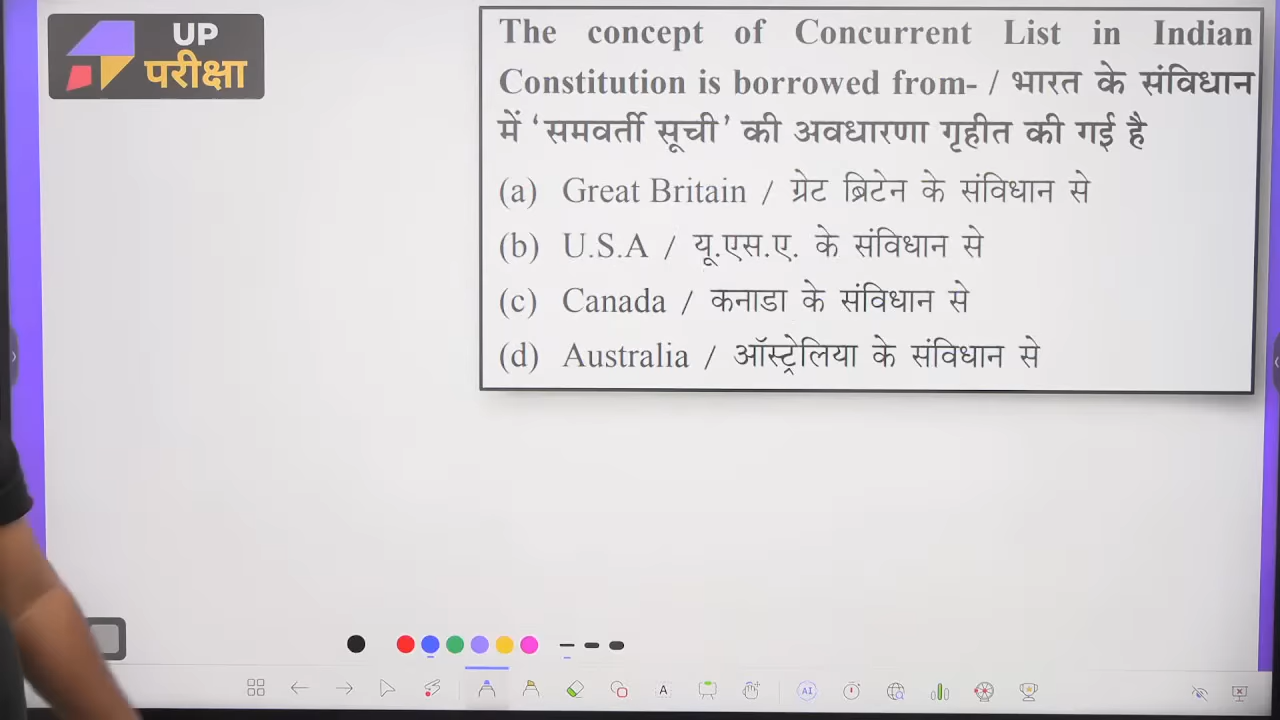 UP
परीक्षा
The concept of Concurrent List in Indian
Constitution is borrowed from- / भारत के संविधान
में ‘समवर्ती सूची’ की अवधारणा गृहीत की गई है
(a) Great Britain / ग्रेट ब्रिटेन के संविधान से
(b) U.S.A / यू.एस.ए. के संविधान से
(c) Canada / कनाडा के संविधान से
(d) Australia / ऑस्ट्रेलिया के संविधान से
A AI